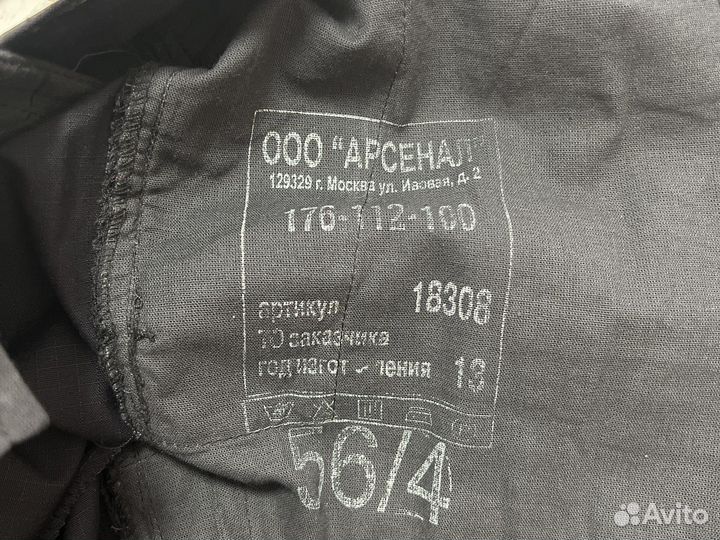 ООО "АРСЕНАЛ"
129329 г. Москва ул. Ивовая, д. 2
176-112-100
артикул 18308
ТО заказчика
год изгот ления 13
56/4
Avito